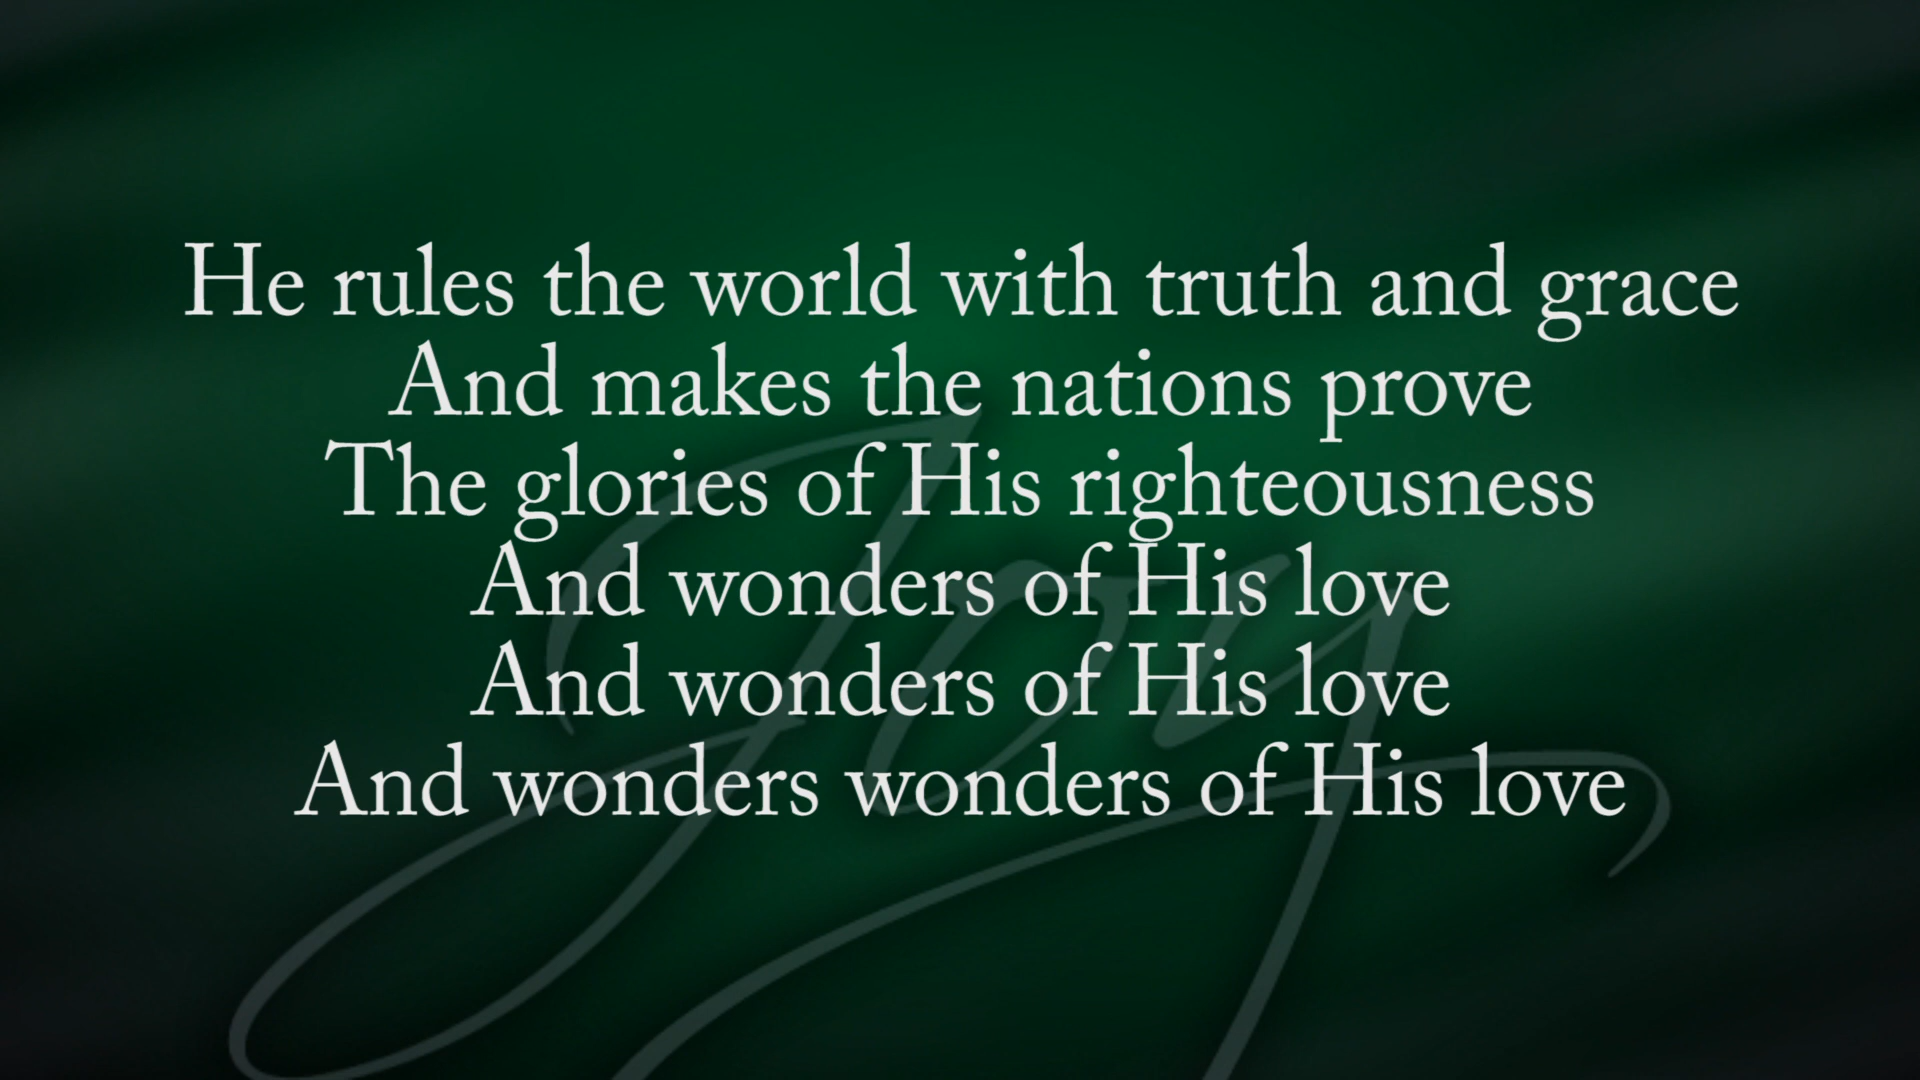 He rules the world with truth and grace
And makes the nations prove
The glories of His righteousness
And wonders of His love
And wonders of His love
And wonders wonders of His love
Joy